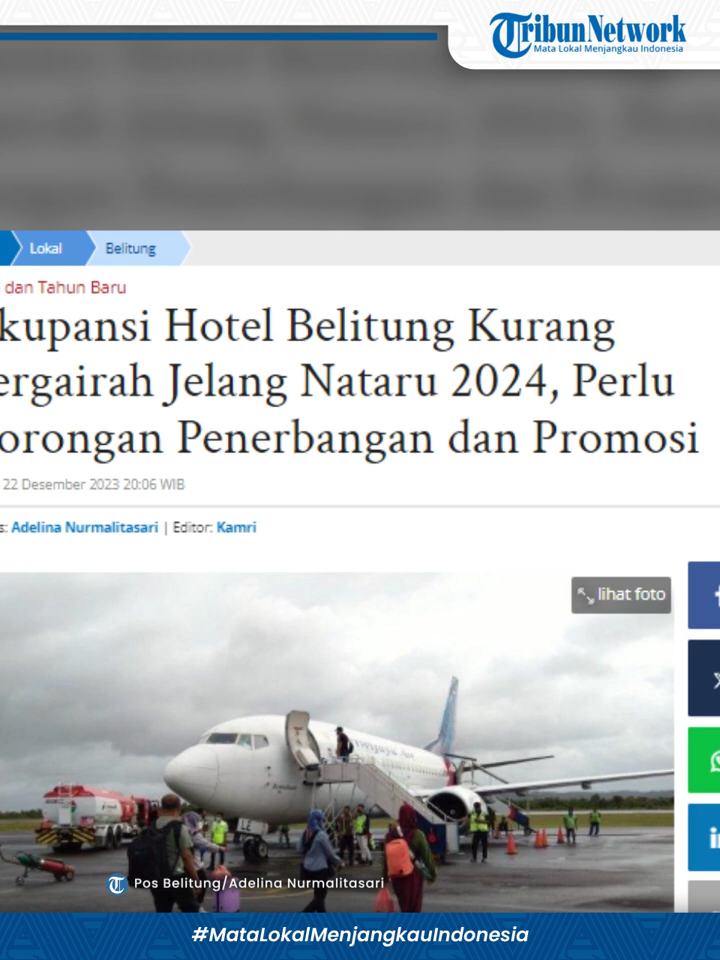 TribunNetwork
Mata Lokal Menjangkau Indonesia
Lokal
Belitung
dan Tahun Baru
kupansi Hotel Belitung Kurang
ergairah Jelang Nataru 2024, Perlu
orongan Penerbangan dan Promosi
22 Desember 2023 20:06 WIB
s: Adelina Nurmalitasari | Editor: Kamri
lihat foto
Pos Belitung/Adelina Nurmalitasari
#MataLokalMenjangkauIndonesia